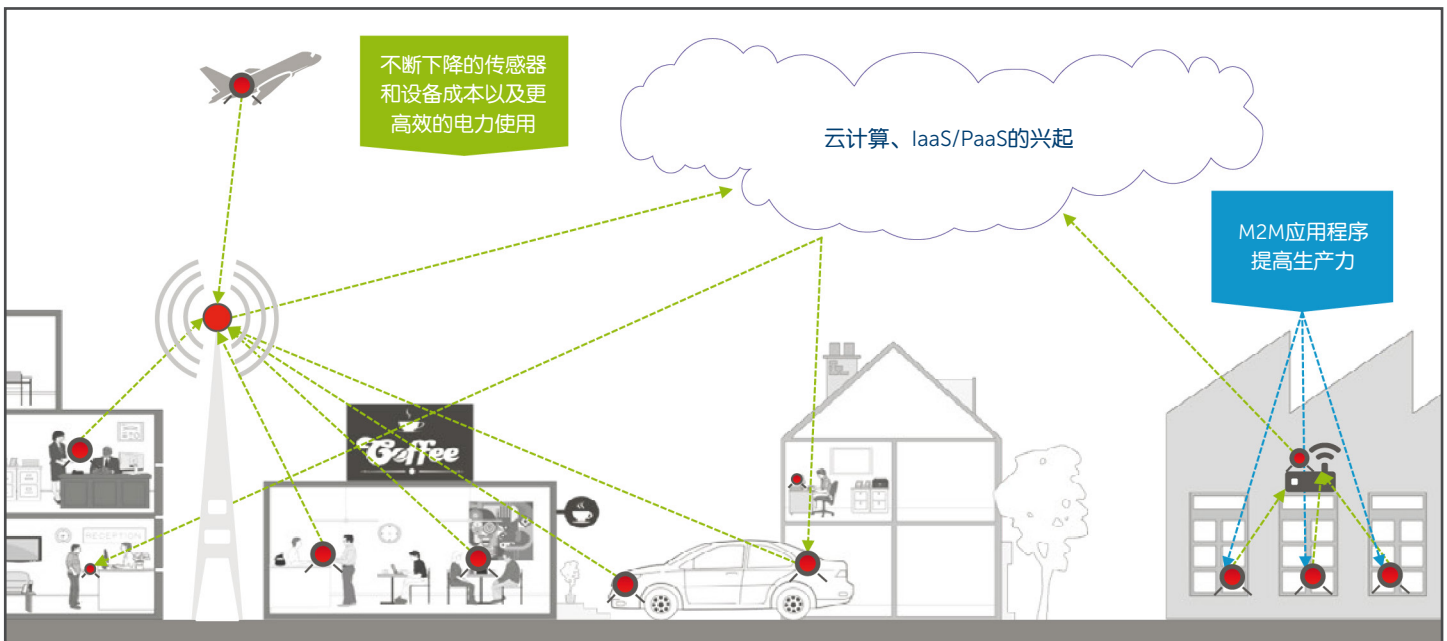 不断下降的传感器
和设备成本以及更
高效的电力使用
云计算、IaaS/PaaS的兴起
M2M应用程序
提高生产力
Coffee
RECEPTION